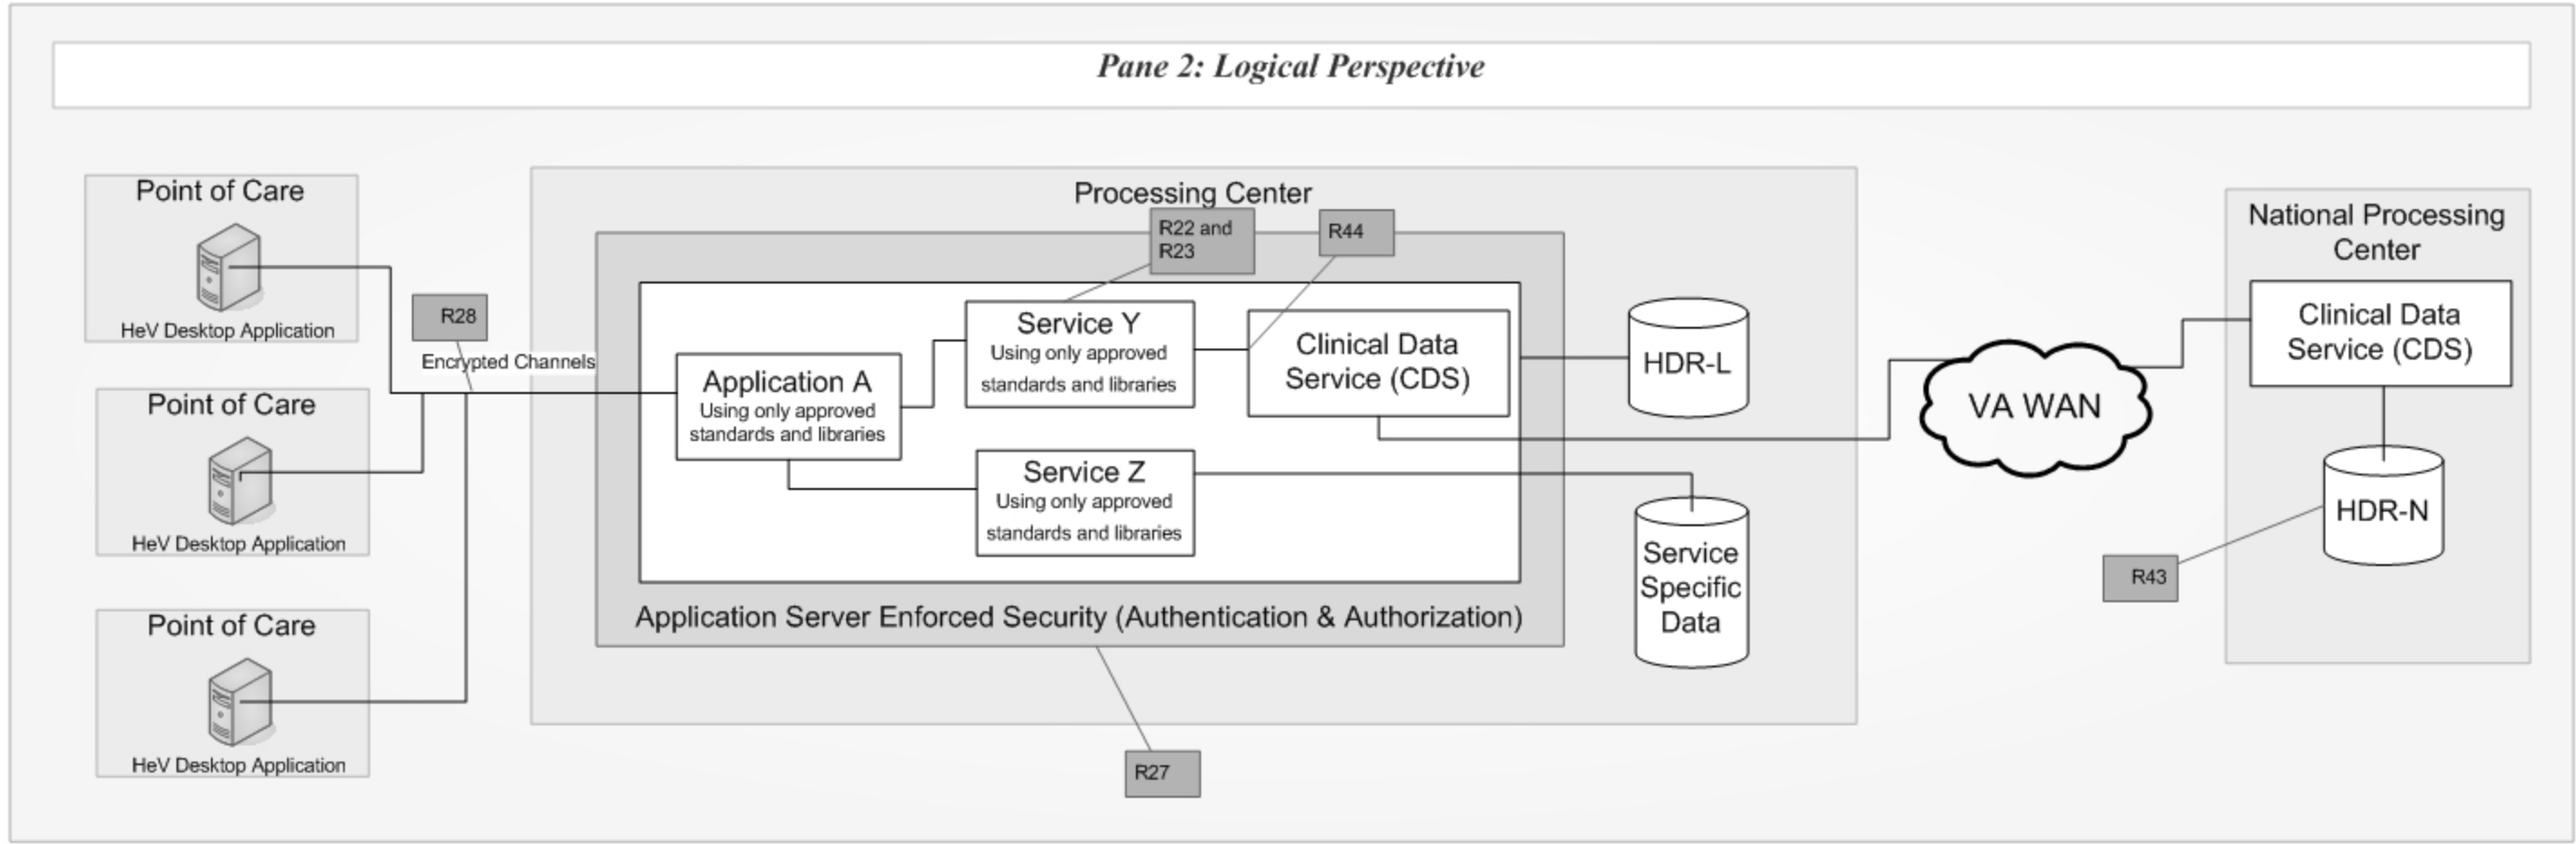 Pane 2: Logical Perspective
Point of Care
HeV Desktop Application
Point of Care
HeV Desktop Application
Point of Care
HeV Desktop Application
R28
Encrypted Channels
Processing Center
R22 and
R23
R44
Application A
Using only approved
standards and libraries
Service Y
Using only approved
standards and libraries
Clinical Data
Service (CDS)
Service Z
Using only approved
standards and libraries
Application Server Enforced Security (Authentication & Authorization)
R27
HDR-L
Service
Specific
Data
VA WAN
National Processing
Center
Clinical Data
Service (CDS)
HDR-N
R43